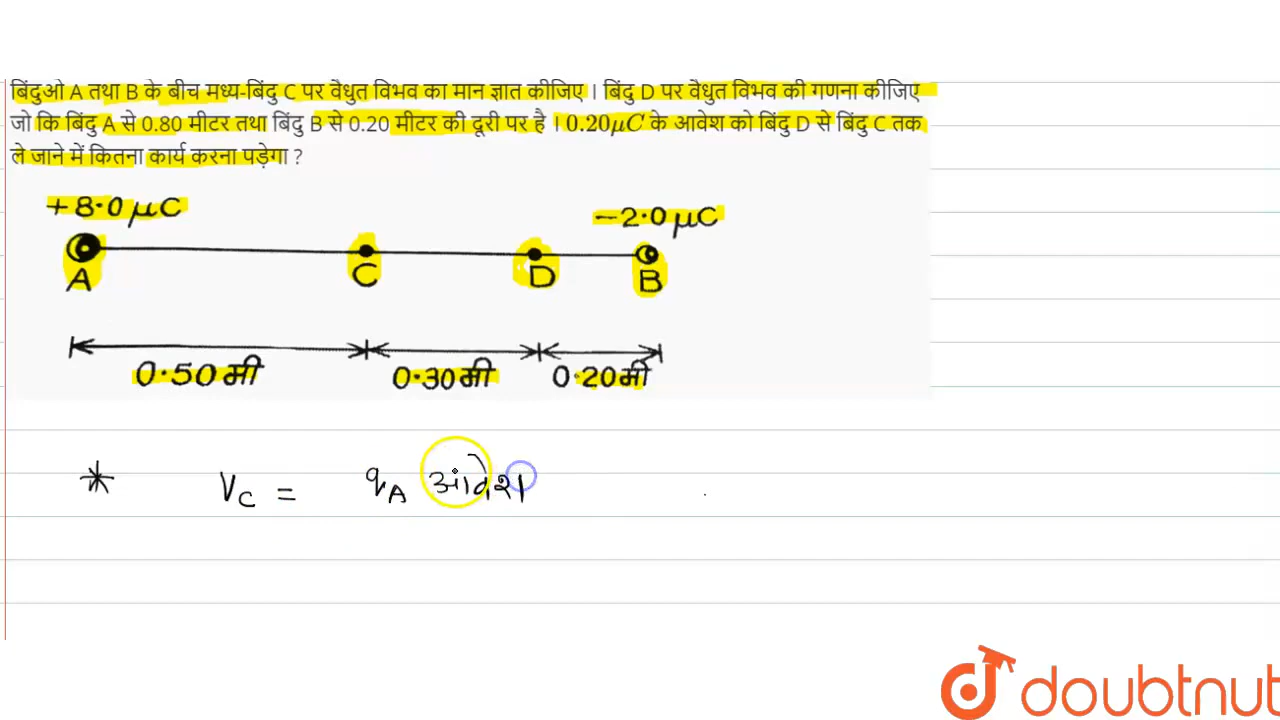 बिंदुओ A तथा B के बीच मध्य-बिंदु C पर वैधुत विभव का मान ज्ञात कीजिए । बिंदु D पर वेधुत विभव की गणना कीजिए
जो कि बिंदु A से 0.80 मीटर तथा बिंदु B से 0.20 मीटर की दूरी पर है । 0.20μC के आवेश को बिंदु D से बिंदु C तक
ले जाने में कितना कार्य करना पड़ेगा ?
+8·0 μC
-2·0 μC
A C D B
0·50 मी 0·30 मी 0·20 मी
* V_C = q_A आवेश
doubtnut